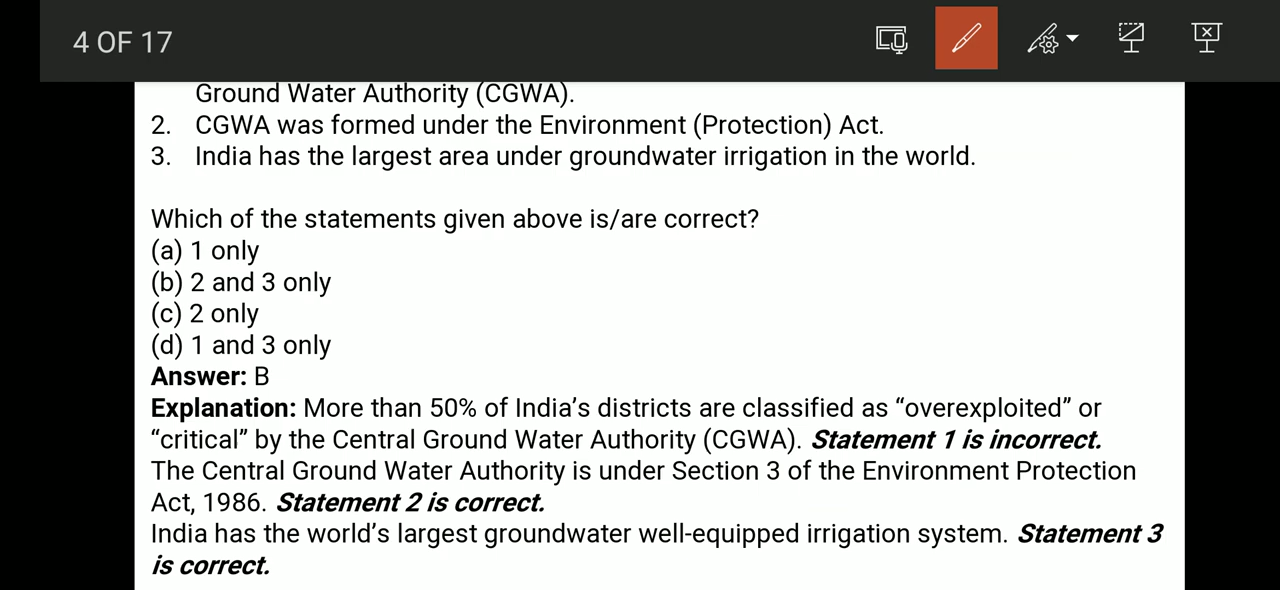 4 OF 17
Ground Water Authority (CGWA).
2. CGWA was formed under the Environment (Protection) Act.
3. India has the largest area under groundwater irrigation in the world.
Which of the statements given above is/are correct?
(a) 1 only
(b) 2 and 3 only
(c) 2 only
(d) 1 and 3 only
Answer: B
Explanation: More than 50% of India’s districts are classified as “overexploited” or
“critical” by the Central Ground Water Authority (CGWA). Statement 1 is incorrect.
The Central Ground Water Authority is under Section 3 of the Environment Protection
Act, 1986. Statement 2 is correct.
India has the world’s largest groundwater well-equipped irrigation system. Statement 3
is correct.